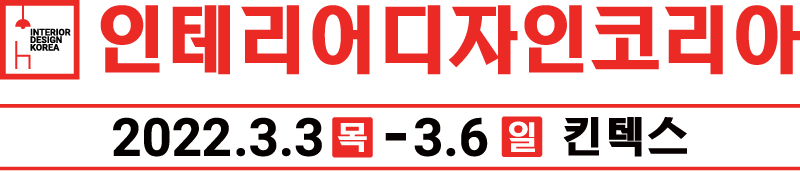 INTERIOR
DESIGN
KOREA
인테리어디자인코리아
2022.3.3 목 -3.6 일 킨텍스